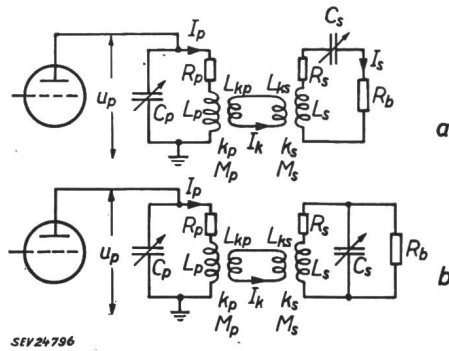 I_p C_s
R_p L_kp L_ks R_s I_s
u_p C_p L_p L_s R_b
k_p I_k k_s a
M_p M_s
I_p
R_p L_kp L_ks R_s
u_p C_p L_p L_s C_s R_b
k_p I_k k_s b
M_p M_s
SEV24796